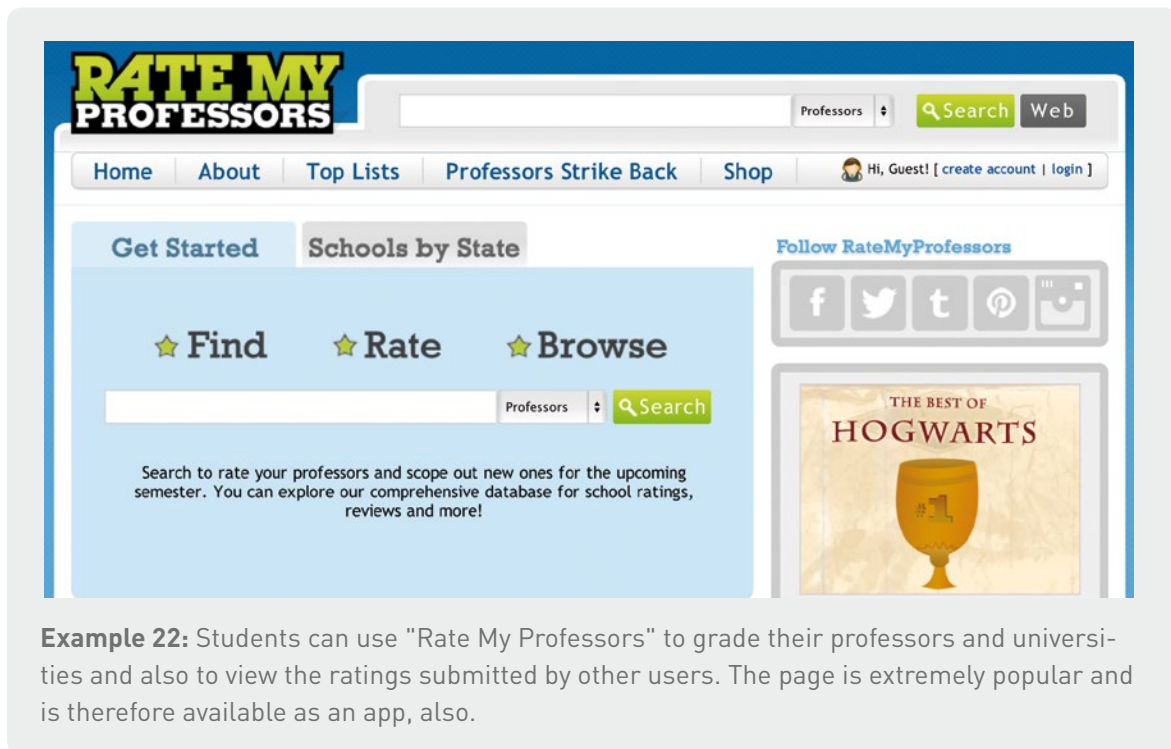 RATE MY
PROFESSORS
Professors
Search
Web
Home
About
Top Lists
Professors Strike Back
Shop
Hi, Guest! [ create account | login ]
Get Started
Schools by State
Find
Rate
Browse
Professors
Search
Search to rate your professors and scope out new ones for the upcoming
semester. You can explore our comprehensive database for school ratings,
reviews and more!
Follow RateMyProfessors
f
t
THE BEST OF
HOGWARTS
#1
Example 22: Students can use "Rate My Professors" to grade their professors and universi-
ties and also to view the ratings submitted by other users. The page is extremely popular and
is therefore available as an app, also.